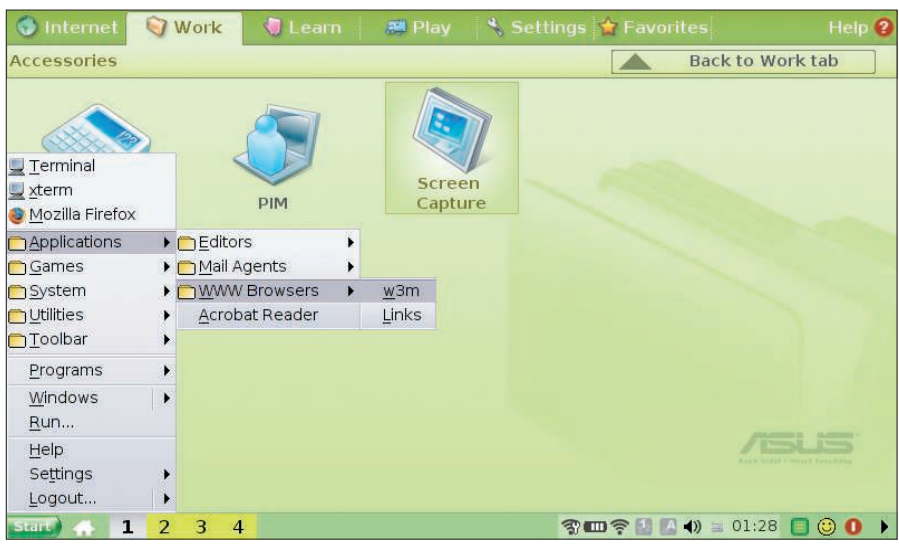 Internet Work Learn Play Settings Favorites Help
Accessories
Back to Work tab
PIM
Screen
Capture
Terminal
xterm
Mozilla Firefox
Applications
Games
System
Utilities
Toolbar
Programs
Windows
Run...
Help
Settings
Logout...
Editors
Mail Agents
WWW Browsers
Acrobat Reader
w3m
Links
ASUS
Start 1 2 3 4 01:28